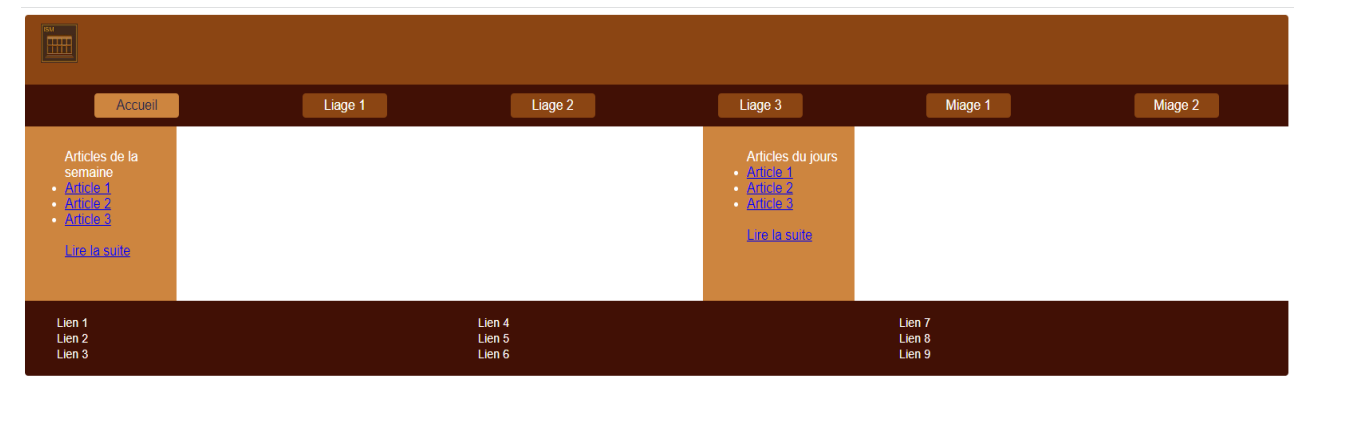 ISM
Accueil
Liage 1
Liage 2
Liage 3
Miage 1
Miage 2
Articles de la
semaine
Article 1
Article 2
Article 3
Lire la suite
Articles du jours
Article 1
Article 2
Article 3
Lire la suite
Lien 1
Lien 2
Lien 3
Lien 4
Lien 5
Lien 6
Lien 7
Lien 8
Lien 9